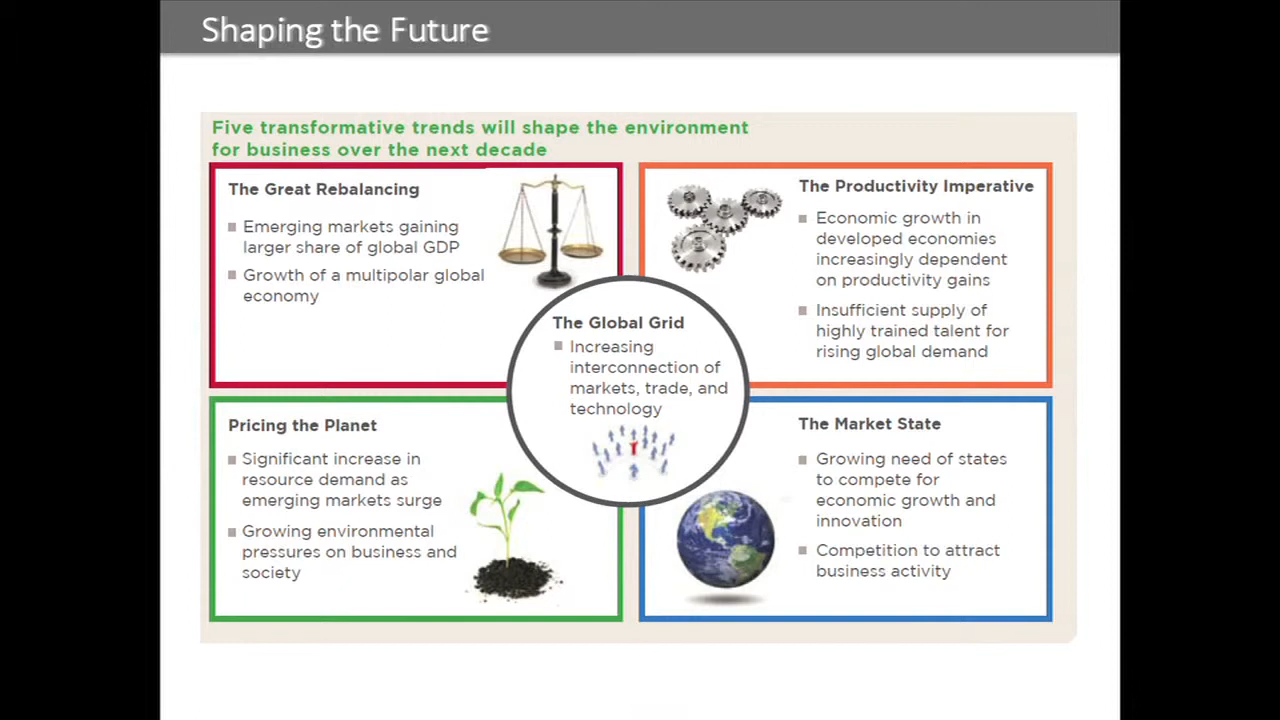 Shaping the Future
Five transformative trends will shape the environment
for business over the next decade
The Great Rebalancing
Emerging markets gaining
larger share of global GDP
Growth of a multipolar global
economy
The Productivity Imperative
Economic growth in
developed economies
increasingly dependent
on productivity gains
Insufficient supply of
highly trained talent for
rising global demand
The Global Grid
Increasing
interconnection of
markets, trade, and
technology
Pricing the Planet
Significant increase in
resource demand as
emerging markets surge
Growing environmental
pressures on business and
society
The Market State
Growing need of states
to compete for
economic growth and
innovation
Competition to attract
business activity